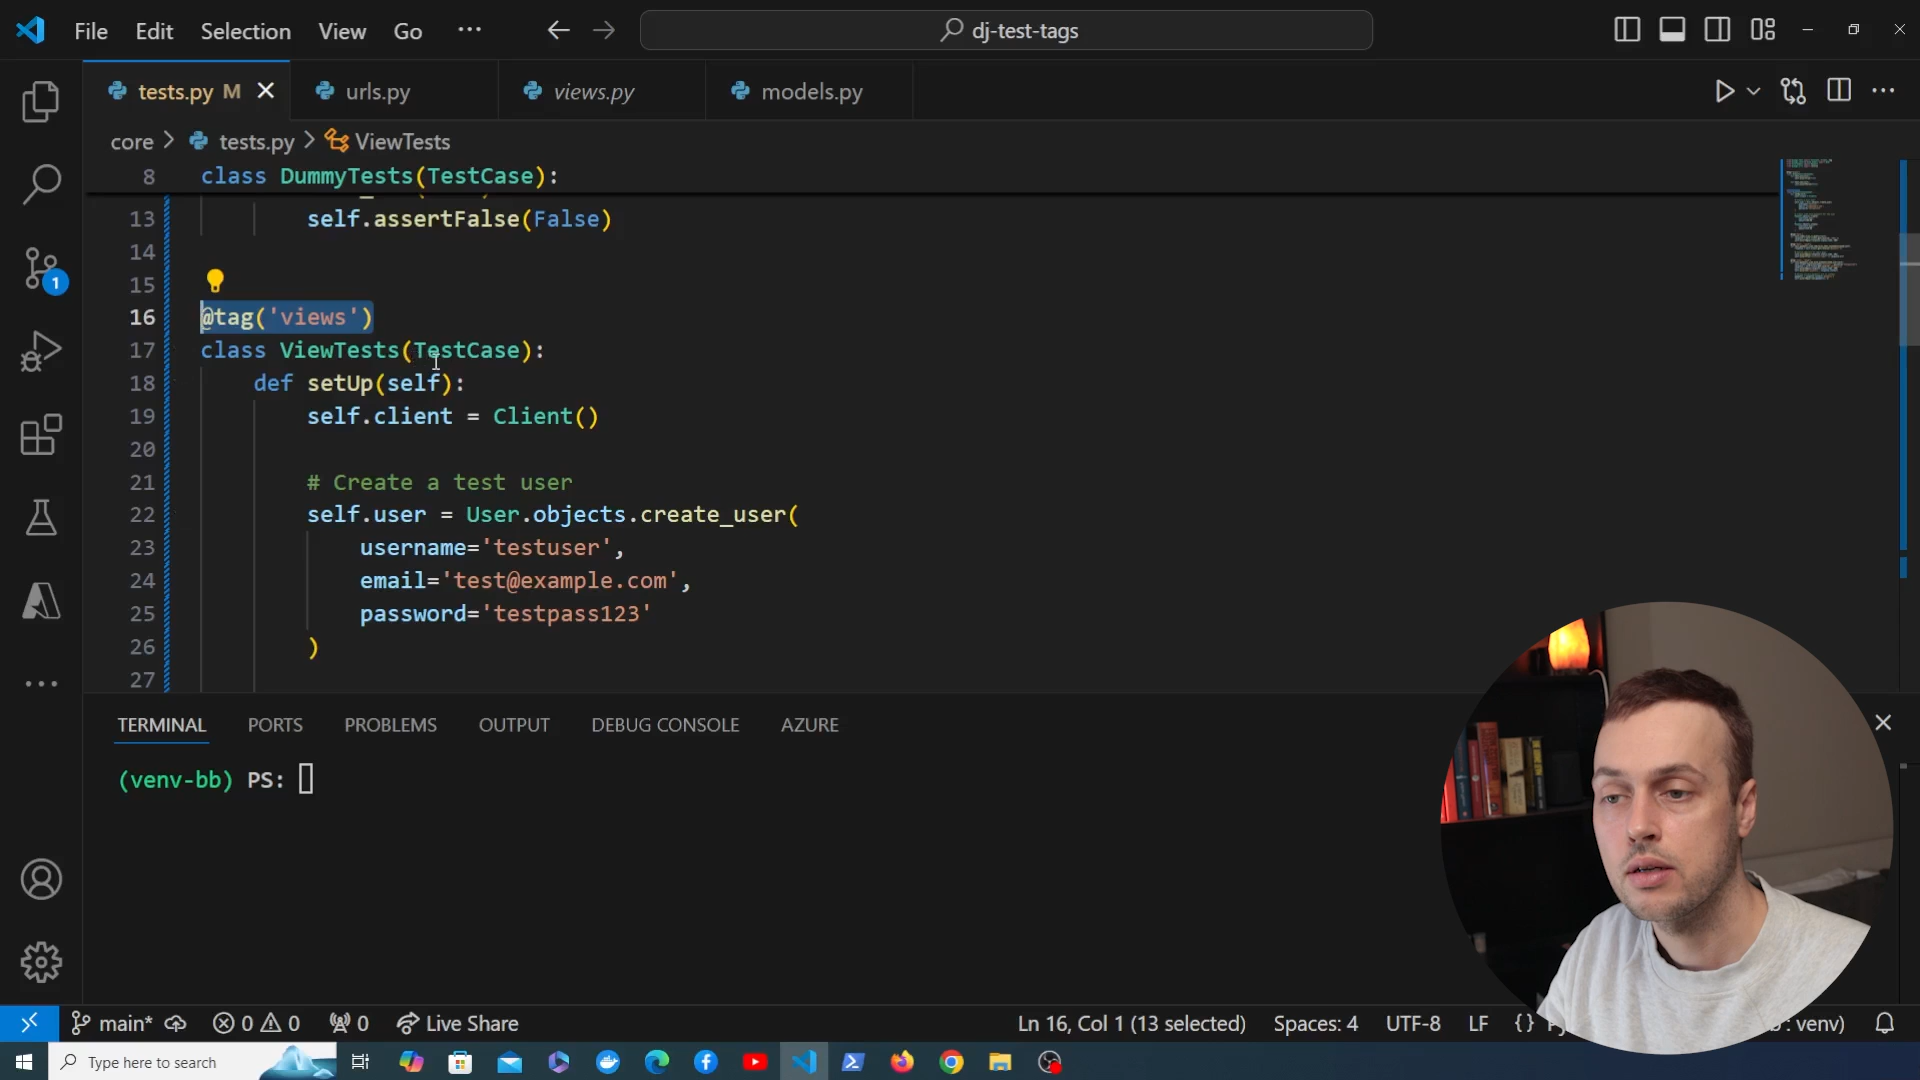 File Edit Selection View Go ··· dj-test-tags
tests.py M urls.py views.py models.py
core > tests.py > ViewTests
8 class DummyTests(TestCase):
13 self.assertFalse(False)
14
15
16 @tag('views')
17 class ViewTests(TestCase):
18 def setUp(self):
19 self.client = Client()
20
21 # Create a test user
22 self.user = User.objects.create_user(
23 username='testuser',
24 email='test@example.com',
25 password='testpass123'
26 )
27
1
TERMINAL PORTS PROBLEMS OUTPUT DEBUG CONSOLE AZURE
(venv-bb) PS:
main* 0 0 0 Live Share Ln 16, Col 1 (13 selected) Spaces: 4 UTF-8 LF {} venv)
Type here to search